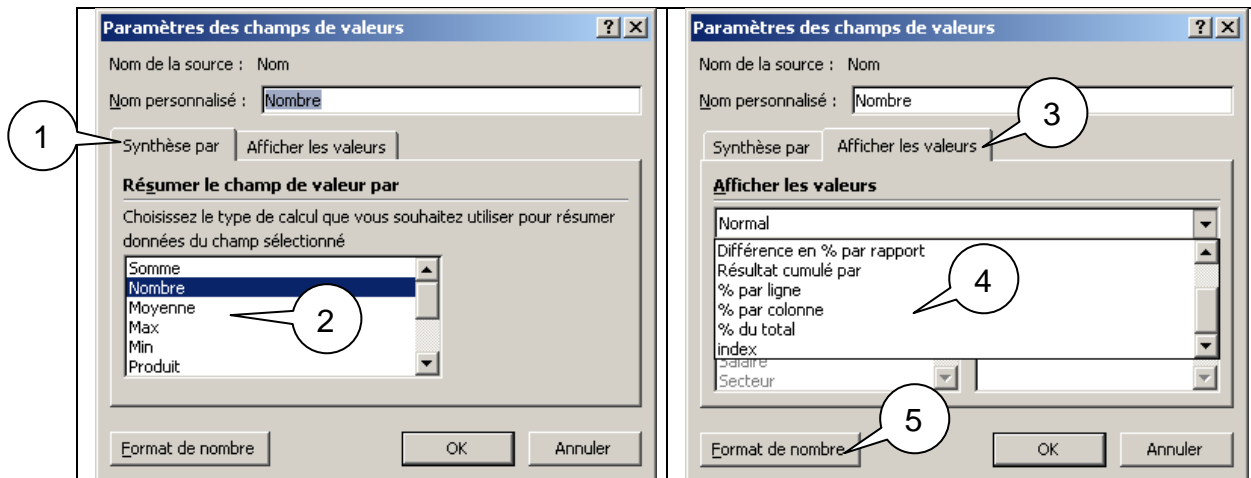 Paramètres des champs de valeurs
Nom de la source : Nom
Nom personnalisé : Nombre
1
Synthèse par
Afficher les valeurs
Résumer le champ de valeur par
Choisissez le type de calcul que vous souhaitez utiliser pour résumer
données du champ sélectionné
Somme
Nombre
Moyenne
Max
Min
Produit
2
Format de nombre
OK
Annuler
Paramètres des champs de valeurs
Nom de la source : Nom
Nom personnalisé : Nombre
3
Synthèse par
Afficher les valeurs
Afficher les valeurs
Normal
Différence en % par rapport
Résultat cumulé par
% par ligne
% par colonne
% du total
index
4
Salaire
Secteur
5
Format de nombre
OK
Annuler